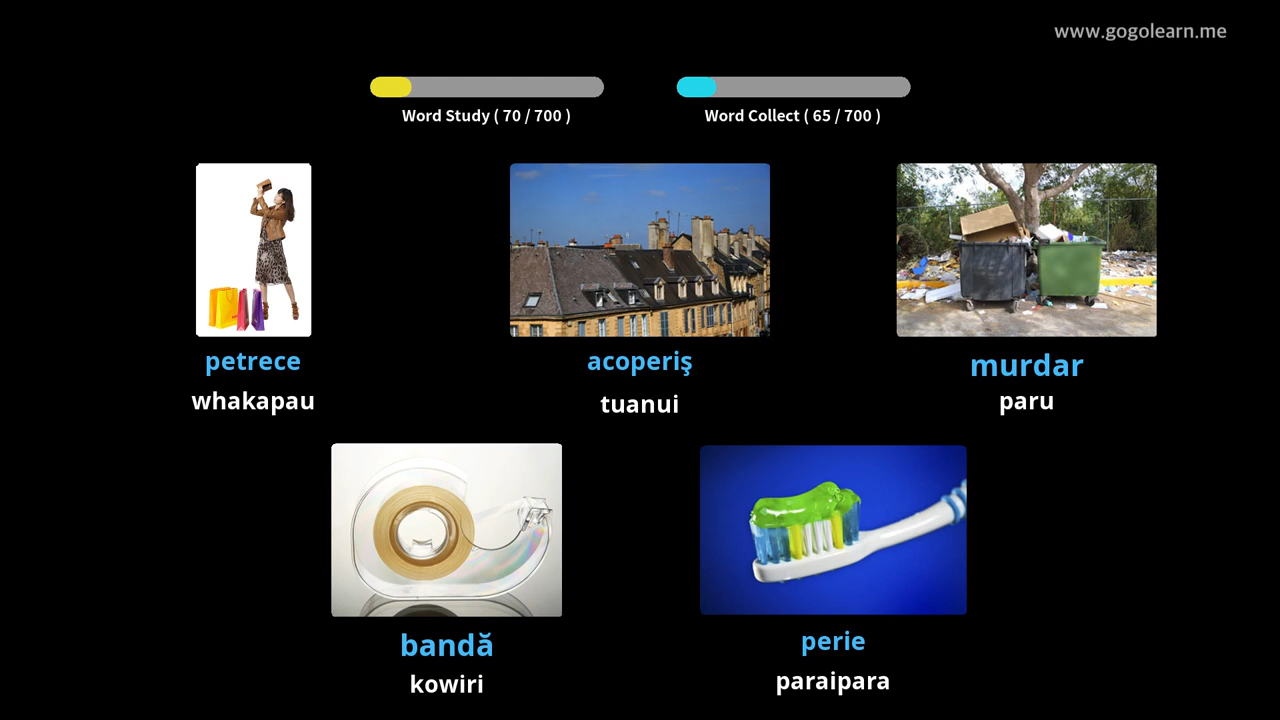 www.gogolearn.me
Word Study ( 70 / 700 )
Word Collect ( 65 / 700 )
petrece
whakapau
acoperiş
tuanui
murdar
paru
bandă
kowiri
perie
paraipara